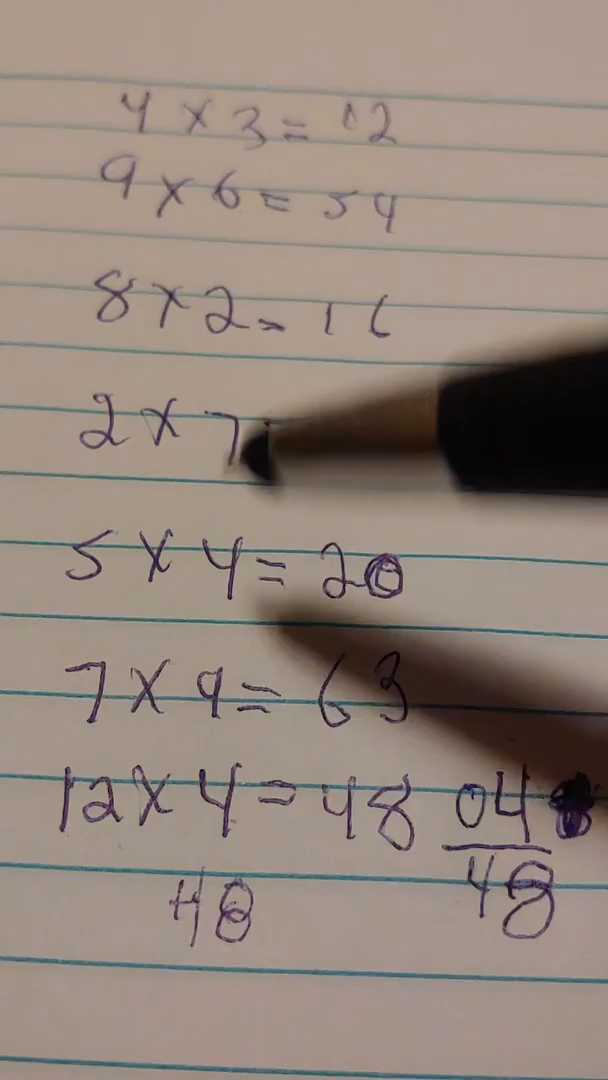 4 x 3 = 12
9 x 6 = 54
8 x 2 = 16
2 x 7
5 x 4 = 20
7 x 9 = 63
12 x 4 = 48 04
48 48